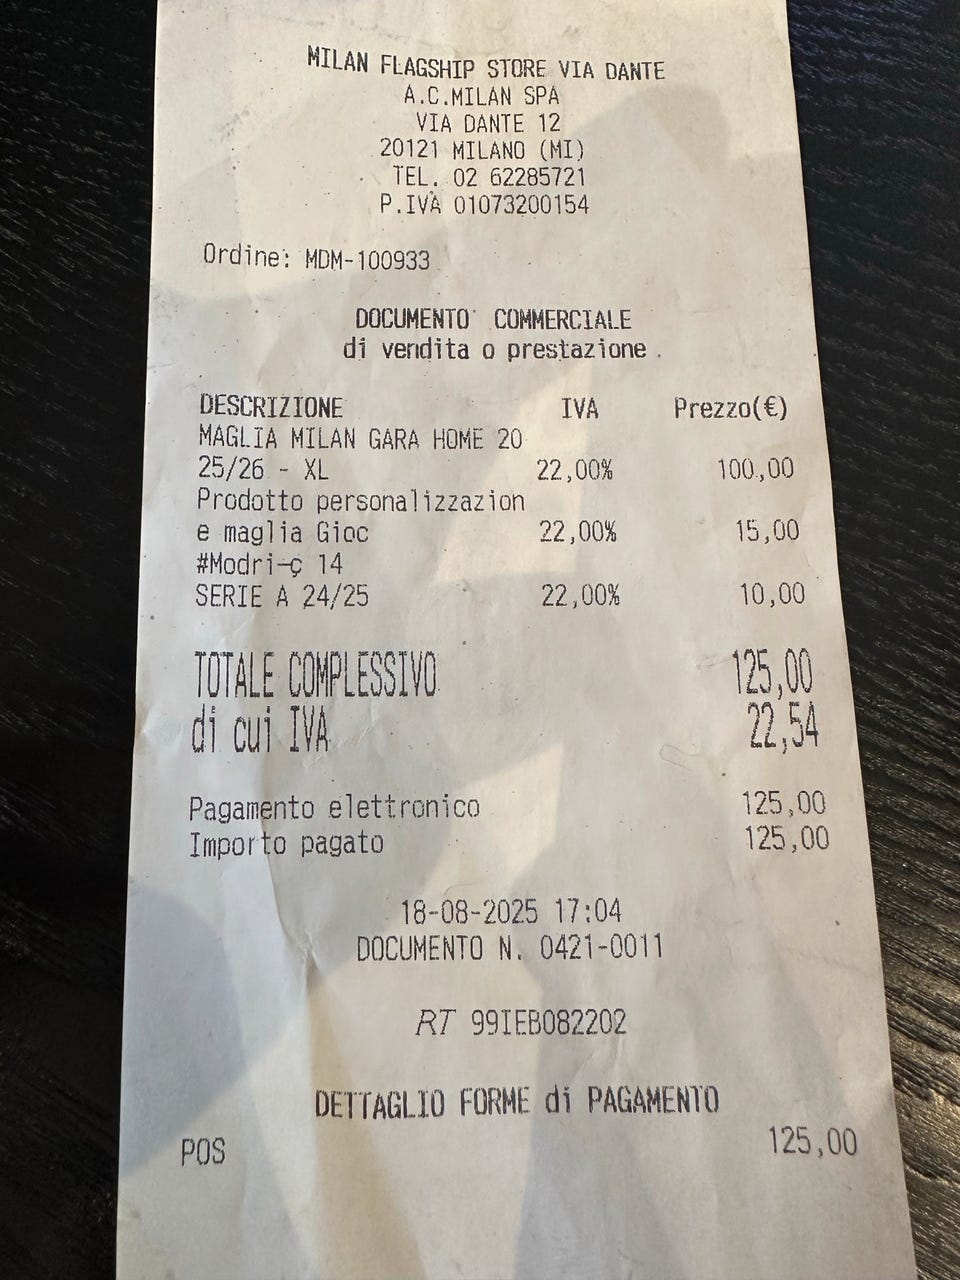 MILAN FLAGSHIP STORE VIA DANTE
A.C.MILAN SPA
VIA DANTE 12
20121 MILANO (MI)
TEL. 02 62285721
P.IVA 01073200154
Ordine: MDM-100933
DOCUMENTO COMMERCIALE
di vendita o prestazione
DESCRIZIONE IVA Prezzo(€)
MAGLIA MILAN GARA HOME 20
25/26 - XL 22,00% 100,00
Prodotto personalizzazion
e maglia Gioc 22,00% 15,00
#Modri-ç 14
SERIE A 24/25 22,00% 10,00
TOTALE COMPLESSIVO 125,00
di cui IVA 22,54
Pagamento elettronico 125,00
Importo pagato 125,00
18-08-2025 17:04
DOCUMENTO N. 0421-0011
RT 99IEB082202
DETTAGLIO FORME di PAGAMENTO
POS 125,00